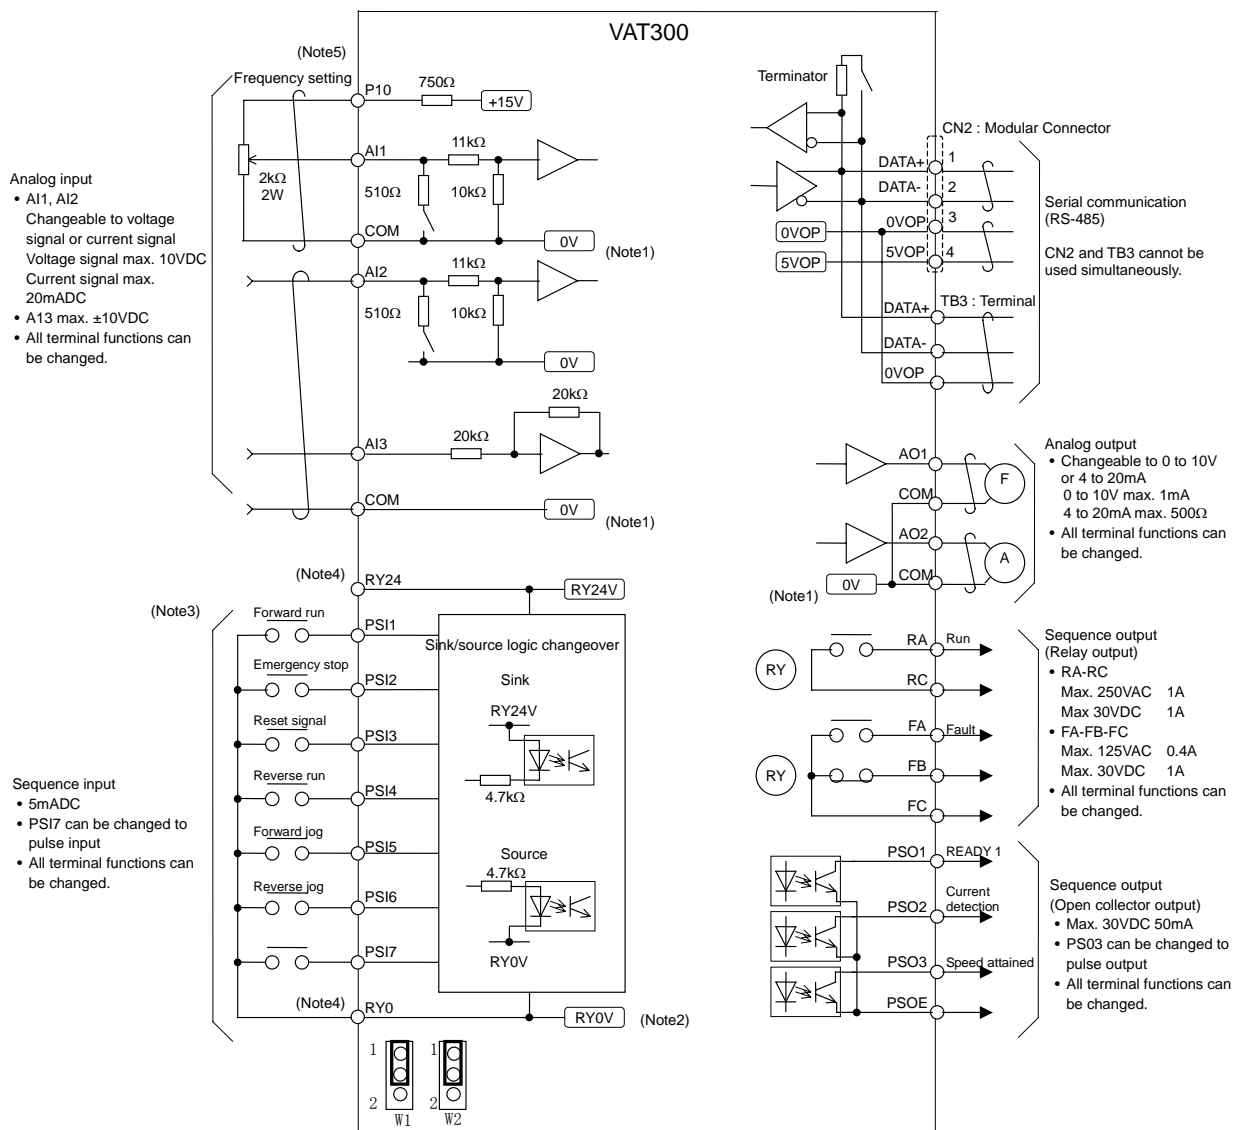 VAT300
(Note5)
Frequency setting
P10
750Ω
+15V
AI1
11kΩ
2kΩ
2W
510Ω
10kΩ
COM
0V
(Note1)
AI2
11kΩ
510Ω
10kΩ
0V
20kΩ
AI3
20kΩ
COM
0V
(Note1)
Analog input
• AI1, AI2
Changeable to voltage
signal or current signal
Voltage signal max. 10VDC
Current signal max.
20mADC
• A13 max. ±10VDC
• All terminal functions can
be changed.
(Note4)
RY24
RY24V
(Note3)
Forward run
PSI1
Emergency stop
PSI2
Reset signal
PSI3
Reverse run
PSI4
Forward jog
PSI5
Reverse jog
PSI6
PSI7
(Note4)
RY0
RY0V
(Note2)
Sink/source logic changeover
Sink
RY24V
4.7kΩ
Source
4.7kΩ
RY0V
Sequence input
• 5mADC
• PSI7 can be changed to
pulse input
• All terminal functions can
be changed.
1
2
W1
1
2
W2
Terminator
CN2 : Modular Connector
DATA+
1
DATA-
2
0VOP
0VOP
3
5VOP
5VOP
4
Serial communication
(RS-485)
CN2 and TB3 cannot be
used simultaneously.
TB3 : Terminal
DATA+
DATA-
0VOP
AO1
F
COM
AO2
A
COM
0V
(Note1)
Analog output
• Changeable to 0 to 10V
or 4 to 20mA
0 to 10V max. 1mA
4 to 20mA max. 500Ω
• All terminal functions can
be changed.
RY
RA
Run
RC
RY
FA
Fault
FB
FC
Sequence output
(Relay output)
• RA-RC
Max. 250VAC 1A
Max 30VDC 1A
• FA-FB-FC
Max. 125VAC 0.4A
Max. 30VDC 1A
• All terminal functions can
be changed.
PSO1
READY 1
PSO2
Current
detection
PSO3
Speed attained
PSOE
Sequence output
(Open collector output)
• Max. 30VDC 50mA
• PS03 can be changed to
pulse output
• All terminal functions can
be changed.